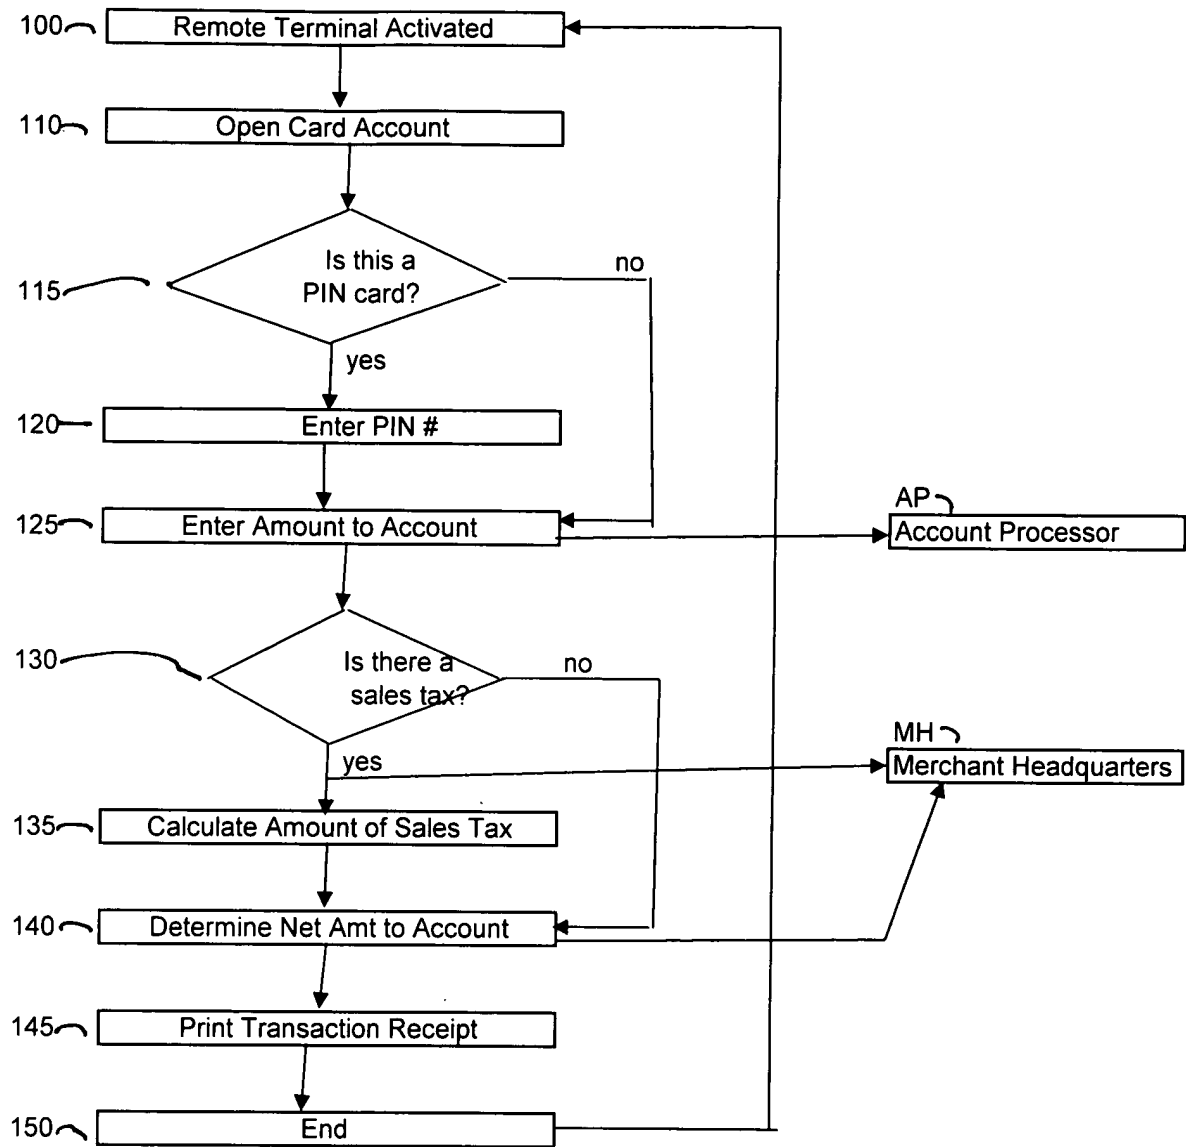 100
Remote Terminal Activated
110
Open Card Account
115
Is this a
PIN card?
no
yes
120
Enter PIN #
125
Enter Amount to Account
AP
Account Processor
130
Is there a
sales tax?
no
yes
MH
Merchant Headquarters
135
Calculate Amount of Sales Tax
140
Determine Net Amt to Account
145
Print Transaction Receipt
150
End